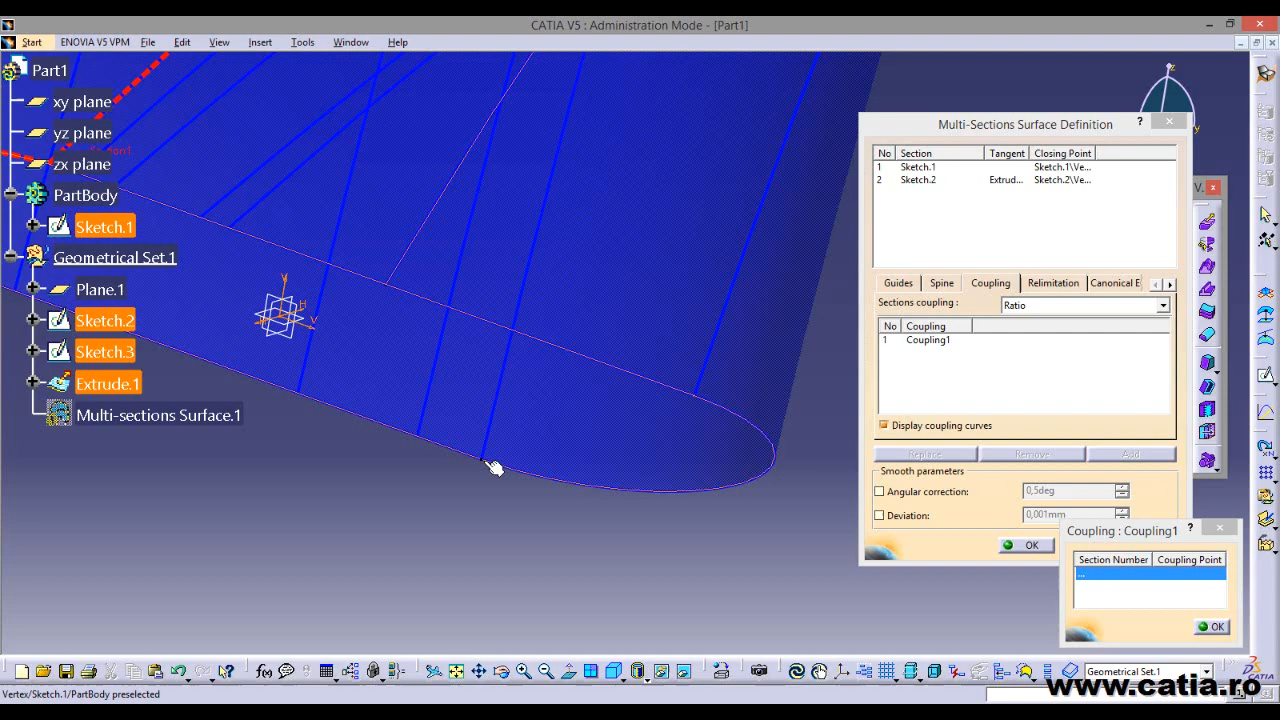 CATIA V5 : Administration Mode - [Part1]
Start ENOVIA V5 VPM File Edit View Insert Tools Window Help
Part1
xy plane
yz plane
zx plane
PartBody
Sketch.1
Geometrical Set.1
Plane.1
Sketch.2
Sketch.3
Extrude.1
Multi-sections Surface.1
z
y
Y
H
V
Multi-Sections Surface Definition ?
No Section Tangent Closing Point
1 Sketch.1 Sketch.1\Ve...
2 Sketch.2 Extrud... Sketch.2\Ve...
V.
Guides Spine Coupling Relimitation Canonical E
Sections coupling : Ratio
No Coupling
1 Coupling1
Display coupling curves
Replace Remove Add
Smooth parameters
Angular correction: 0,5deg
Deviation: 0,001mm
OK
Coupling : Coupling1 ?
Section Number Coupling Point
...
OK
f(x)
Geometrical Set.1
CATIA
Vertex/Sketch.1/PartBody preselected
www.catia.ro